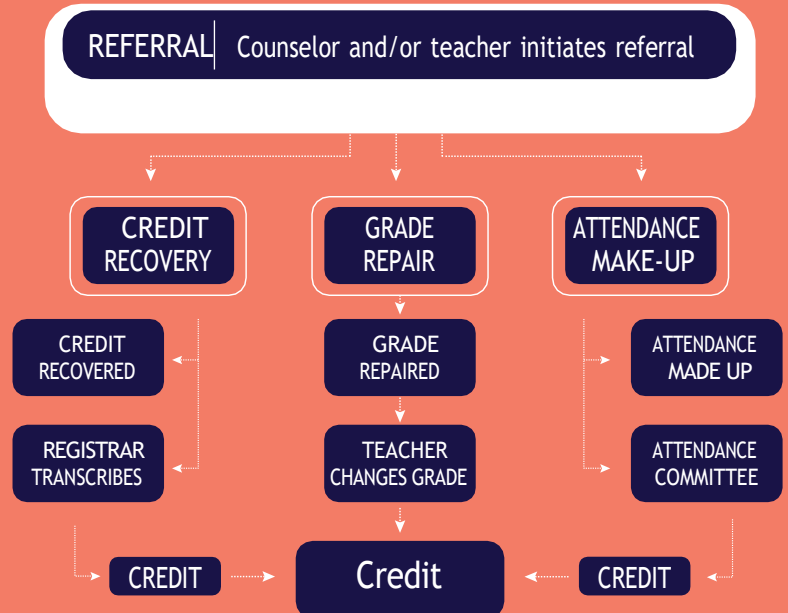 REFERRAL Counselor and/or teacher initiates referral
CREDIT
RECOVERY
GRADE
REPAIR
ATTENDANCE
MAKE-UP
CREDIT
RECOVERED
GRADE
REPAIRED
ATTENDANCE
MADE UP
REGISTRAR
TRANSCRIBES
TEACHER
CHANGES GRADE
ATTENDANCE
COMMITTEE
CREDIT
Credit
CREDIT